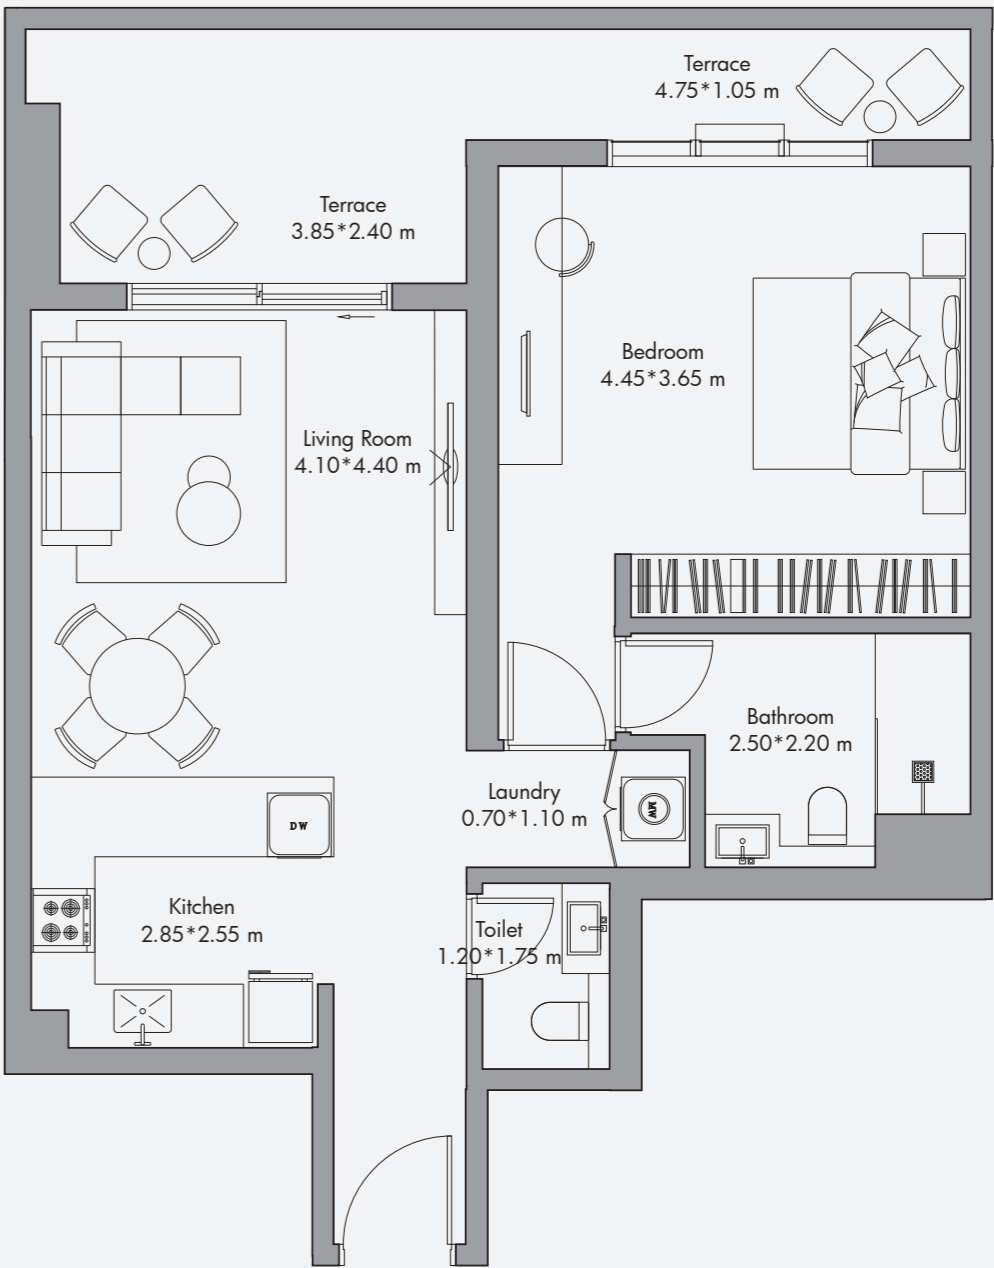 Terrace
4.75*1.05 m
Terrace
3.85*2.40 m
Bedroom
4.45*3.65 m
Living Room
4.10*4.40 m
Bathroom
2.50*2.20 m
Laundry
0.70*1.10 m
MW
DW
Kitchen
2.85*2.55 m
Toilet
1.20*1.75 m